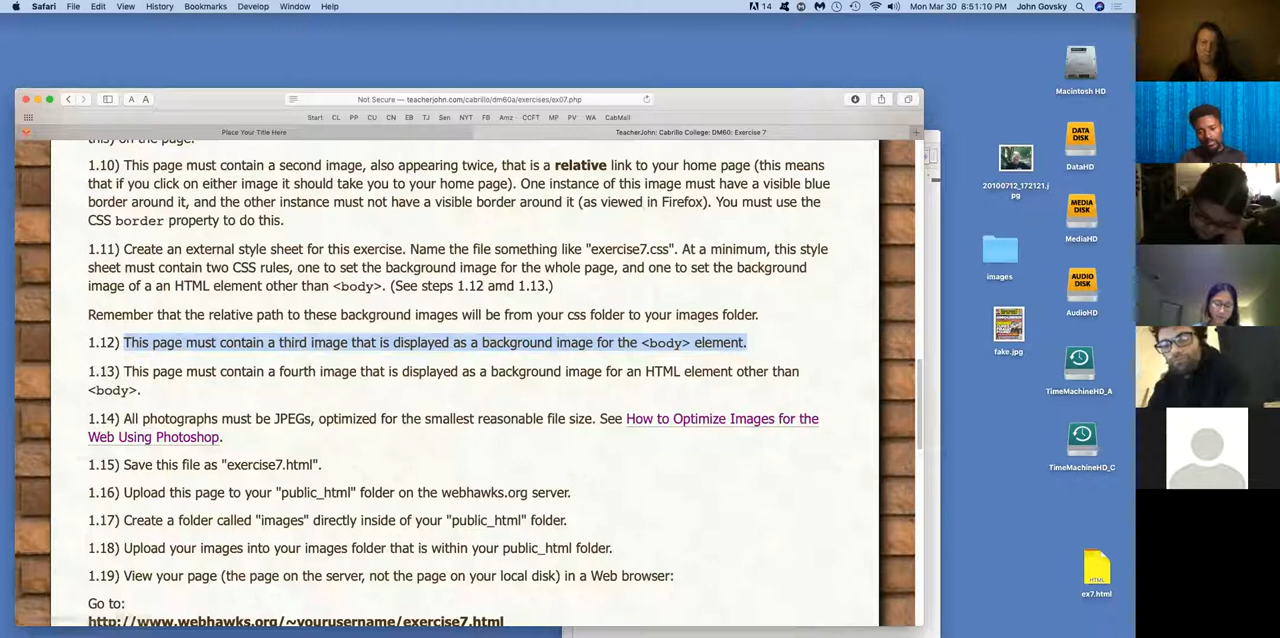 Safari File Edit View History Bookmarks Develop Window Help 14 Mon Mar 30 8:51:10 PM John Govsky
Not Secure — teacherjohn.com/cabrillo/dm60a/exercises/ex07.php
Start CL PP CU CN EB TJ Sen NYT FB Amz CCFT MP PV WA CabMail
Place Your Title Here TeacherJohn: Cabrillo College: DM60: Exercise 7
this) on the page.
1.10) This page must contain a second image, also appearing twice, that is a relative link to your home page (this means
that if you click on either image it should take you to your home page). One instance of this image must have a visible blue
border around it, and the other instance must not have a visible border around it (as viewed in Firefox). You must use the
CSS border property to do this.
1.11) Create an external style sheet for this exercise. Name the file something like "exercise7.css". At a minimum, this style
sheet must contain two CSS rules, one to set the background image for the whole page, and one to set the background
image of a an HTML element other than <body>. (See steps 1.12 amd 1.13.)
Remember that the relative path to these background images will be from your css folder to your images folder.
1.12) This page must contain a third image that is displayed as a background image for the <body> element.
1.13) This page must contain a fourth image that is displayed as a background image for an HTML element other than
<body>.
1.14) All photographs must be JPEGs, optimized for the smallest reasonable file size. See How to Optimize Images for the
Web Using Photoshop.
1.15) Save this file as "exercise7.html".
1.16) Upload this page to your "public_html" folder on the webhawks.org server.
1.17) Create a folder called "images" directly inside of your "public_html" folder.
1.18) Upload your images into your images folder that is within your public_html folder.
1.19) View your page (the page on the server, not the page on your local disk) in a Web browser:
Go to:
http://www.webhawks.org/~yourusername/exercise7.html
Macintosh HD
DATA
DISK
DataHD
20100712_172121.j
pg
MEDIA
DISK
MediaHD
images
AUDIO
DISK
AudioHD
fake.jpg
TimeMachineHD_A
TimeMachineHD_C
HTML
ex7.html